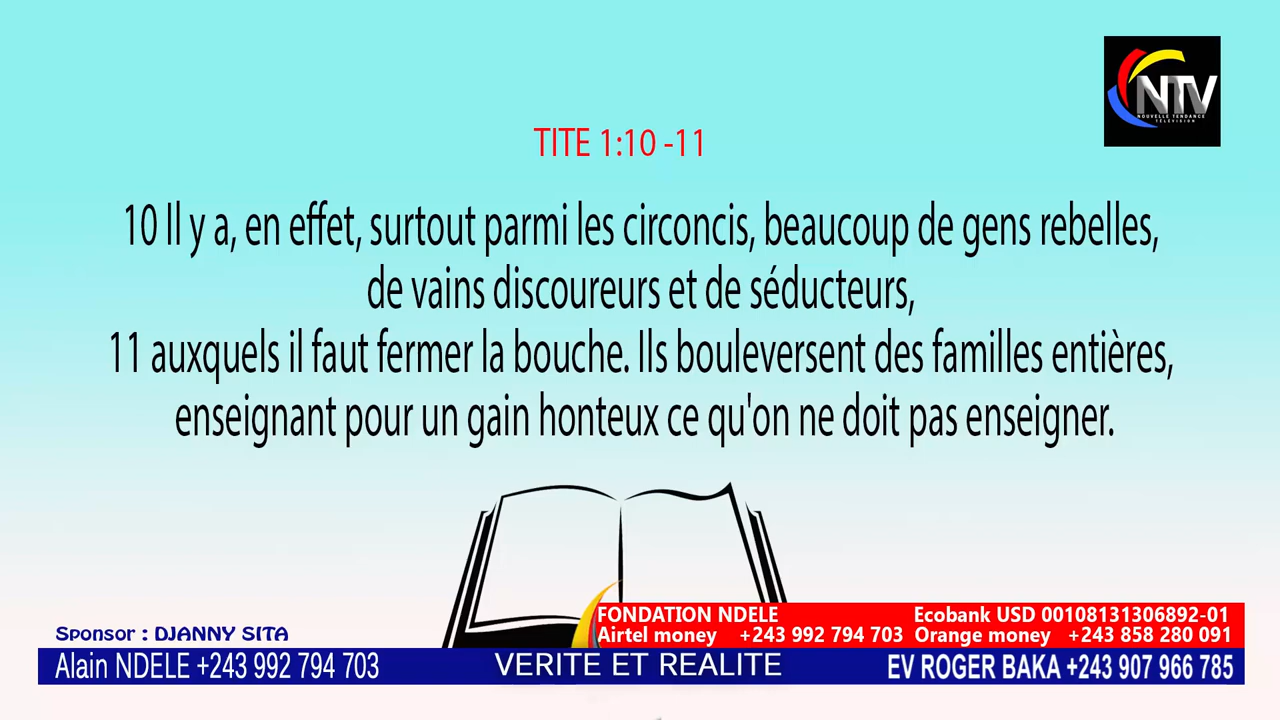 NTV
NOUVELLE TENDANCE
TÉLÉVISION
TITE 1:10 -11
10 Il y a, en effet, surtout parmi les circoncis, beaucoup de gens rebelles,
de vains discoureurs et de séducteurs,
11 auxquels il faut fermer la bouche. Ils bouleversent des familles entières,
enseignant pour un gain honteux ce qu'on ne doit pas enseigner.
FONDATION NDELE Ecobank USD 00108131306892-01
Airtel money +243 992 794 703 Orange money +243 858 280 091
Sponsor : DJANNY SITA
Alain NDELE +243 992 794 703 VERITE ET REALITE EV ROGER BAKA +243 907 966 785